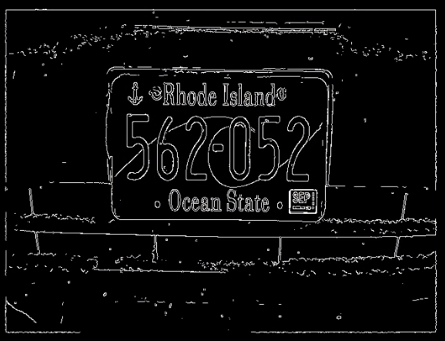 Rhode Island
562-052
Ocean State
SEP